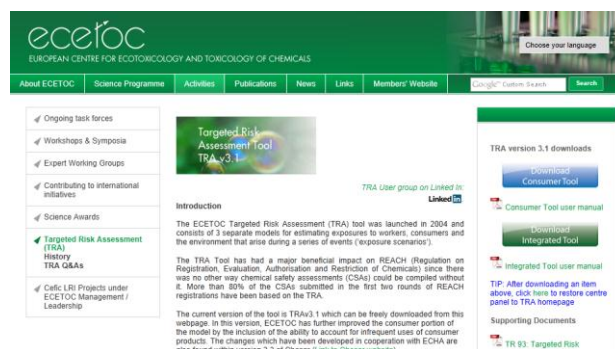 ecetoc
EUROPEAN CENTRE FOR ECOTOXICOLOGY AND TOXICOLOGY OF CHEMICALS
Choose your language
About ECETOC
Science Programme
Activities
Publications
News
Links
Members' Website
Google™ Custom Search
Search
Ongoing task forces
Workshops & Symposia
Expert Working Groups
Contributing to international
initiatives
Science Awards
Targeted Risk Assessment
(TRA)
History
TRA Q&As
Cefic LRI Projects under
ECETOC Management /
Leadership
Targeted Risk
Assessment Tool
TRA v3.1
TRA User group on Linked In:
Linked in
Introduction
The ECETOC Targeted Risk Assessment (TRA) tool was launched in 2004 and
consists of 3 separate models for estimating exposures to workers, consumers and
the environment that arise during a series of events ('exposure scenarios').
The TRA Tool has had a major beneficial impact on REACH (Regulation on
Registration, Evaluation, Authorisation and Restriction of Chemicals) since there
was no other way chemical safety assessments (CSAs) could be compiled without
it. More than 80% of the CSAs submitted in the first two rounds of REACH
registrations have been based on the TRA.
The current version of the tool is TRAv3.1 which can be freely downloaded from this
webpage. In this version, ECETOC has further improved the consumer portion of
the model by the inclusion of the ability to account for infrequent uses of consumer
products. The changes which have been developed in cooperation with ECHA are
TRA version 3.1 downloads
Download
Consumer Tool
Consumer Tool user manual
Download
Integrated Tool
Integrated Tool user manual
TIP: After downloading an item
above, click here to restore centre
panel to TRA homepage
Supporting Documents
TR 93: Targeted Risk